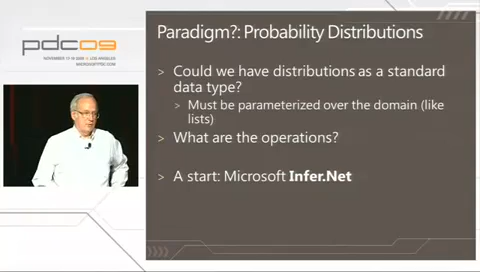 pdc09
NOVEMBER 17-19 2009 IN LOS ANGELES
MICROSOFTPDC.COM
Paradigm?: Probability Distributions
> Could we have distributions as a standard
data type?
> Must be parameterized over the domain (like
lists)
> What are the operations?
> A start: Microsoft Infer.Net